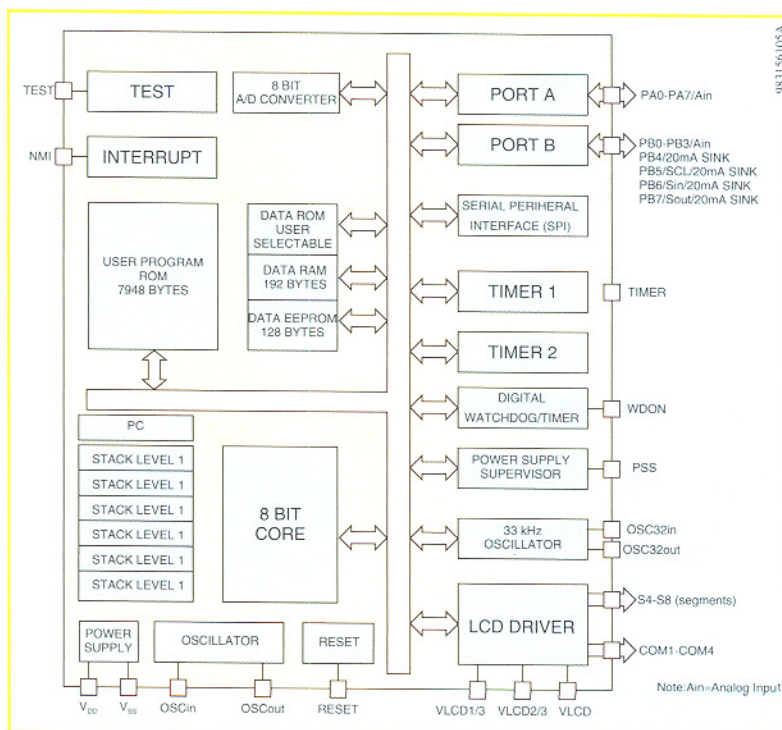 983156105A
TEST
TEST
8 BIT
A/D CONVERTER
PORT A
PA0-PA7/Ain
NMI
INTERRUPT
PORT B
PB0-PB3/Ain
PB4/20mA SINK
PB5/SCL/20mA SINK
PB6/Sin/20mA SINK
PB7/Sout/20mA SINK
USER PROGRAM
ROM
7948 BYTES
DATA ROM
USER
SELECTABLE
DATA RAM
192 BYTES
DATA EEPROM
128 BYTES
SERIAL PERIHERAL
INTERFACE (SPI)
TIMER 1
TIMER
TIMER 2
DIGITAL
WATCHDOG/TIMER
WDON
PC
STACK LEVEL 1
STACK LEVEL 1
STACK LEVEL 1
STACK LEVEL 1
STACK LEVEL 1
STACK LEVEL 1
8 BIT
CORE
POWER SUPPLY
SUPERVISOR
PSS
33 kHz
OSCILLATOR
OSC32in
OSC32out
LCD DRIVER
S4-S8 (segments)
COM1-COM4
POWER
SUPPLY
OSCILLATOR
RESET
Note:Ain=Analog Input
VDD
VSS
OSCin
OSCout
RESET
VLCD1/3
VLCD2/3
VLCD